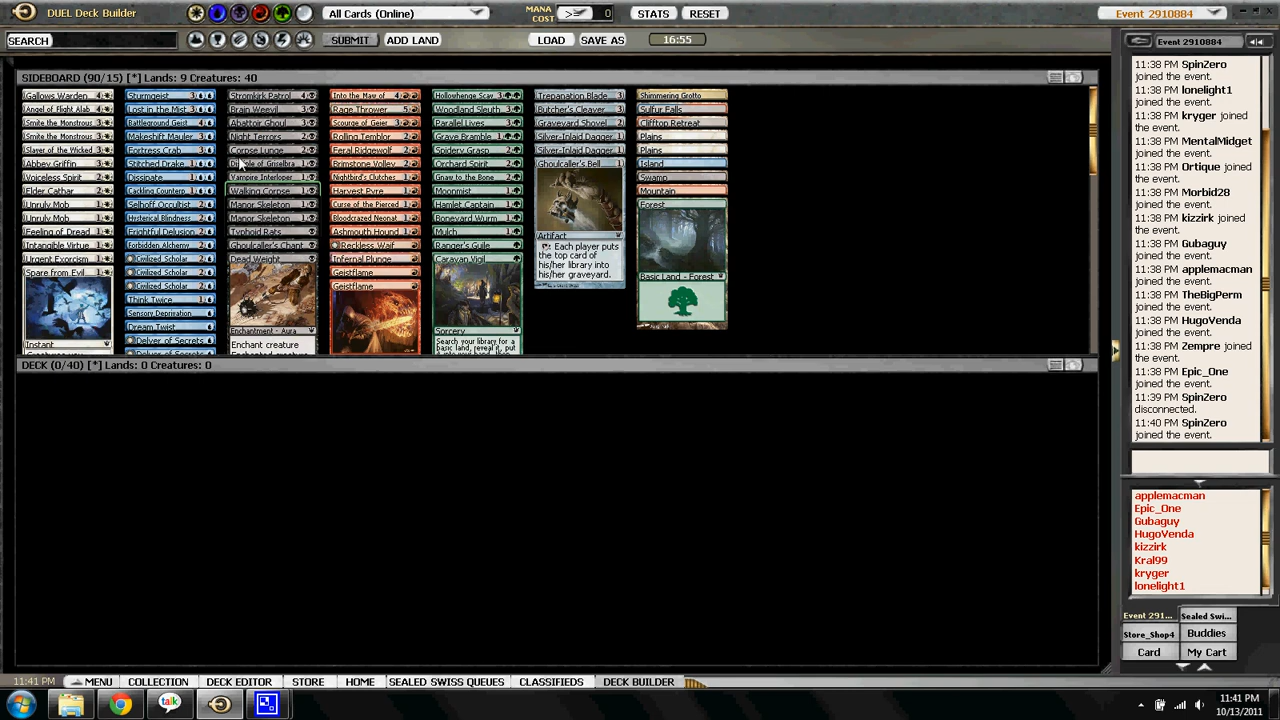 DUEL Deck Builder
All Cards (Online)
MANA COST
>=
0
STATS
RESET
Event 2910884
SEARCH
SUBMIT
ADD LAND
LOAD
SAVE AS
16:55
Event 2910884
SIDEBOARD (90/15) [*] Lands: 9 Creatures: 40
Gallows Warden
Angel of Flight Alab
Smite the Monstrous
Smite the Monstrous
Slayer of the Wicked
Abbey Griffin
Voiceless Spirit
Elder Cathar
Unruly Mob
Unruly Mob
Feeling of Dread
Intangible Virtue
Urgent Exorcism
Spare from Evil
Instant
Sturmgeist
Lost in the Mist
Battleground Geist
Makeshift Mauler
Fortress Crab
Stitched Drake
Dissipate
Cackling Counterp
Selhoff Occultist
Hysterical Blindness
Frightful Delusion
Forbidden Alchemy
Civilized Scholar
Civilized Scholar
Civilized Scholar
Think Twice
Sensory Deprivation
Dream Twist
Delver of Secrets
Delver of Secrets
Stromkirk Patrol
Brain Weevil
Abattoir Ghoul
Night Terrors
Corpse Lunge
Vampire Interloper
Walking Corpse
Manor Skeleton
Manor Skeleton
Typhoid Rats
Ghoulcaller's Chant
Dead Weight
Enchantment - Aura
Enchant creature
Into the Maw of
Rage Thrower
Scourge of Geier
Rolling Temblor
Feral Ridgewolf
Brimstone Volley
Nightbird's Clutches
Harvest Pyre
Curse of the Pierced
Bloodcrazed Neonat
Ashmouth Hound
Reckless Waif
Infernal Plunge
Geistflame
Geistflame
Hollowhenge Scav
Woodland Sleuth
Parallel Lives
Grave Bramble
Spidery Grasp
Orchard Spirit
Gnaw to the Bone
Moonmist
Hamlet Captain
Boneyard Wurm
Mulch
Ranger's Guile
Caravan Vigil
Sorcery
Search your library for a
basic land, reveal it, put
Trepanation Blade
Butcher's Cleaver
Graveyard Shovel
Silver-Inlaid Dagger
Silver-Inlaid Dagger
Ghoulcaller's Bell
Artifact
: Each player puts
the top card of
his/her library into
his/her graveyard.
Shimmering Grotto
Sulfur Falls
Clifftop Retreat
Plains
Plains
Island
Swamp
Mountain
Forest
Basic Land - Forest
DECK (0/40) [*] Lands: 0 Creatures: 0
11:38 PM SpinZero
joined the event.
11:38 PM lonelight1
joined the event.
11:38 PM kryger
joined the event.
11:38 PM MentalMidget
joined the event.
11:38 PM Ortique joined
the event.
11:38 PM Morbid28
joined the event.
11:38 PM kizzirk joined
the event.
11:38 PM Gubaguy
joined the event.
11:38 PM applemacman
joined the event.
11:38 PM TheBigPerm
joined the event.
11:38 PM HugoVenda
joined the event.
11:38 PM Zempre joined
the event.
11:38 PM Epic_One
joined the event.
11:39 PM SpinZero
disconnected.
11:40 PM SpinZero
joined the event.
applemacman
Epic_One
Gubaguy
HugoVenda
kizzirk
Kral99
kryger
lonelight1
Event 291...
Sealed Swi...
Store_Shop4
Buddies
Card
My Cart
11:41 PM
MENU
COLLECTION
DECK EDITOR
STORE
HOME
SEALED SWISS QUEUES
CLASSIFIEDS
DECK BUILDER
talk
11:41 PM
10/13/2011